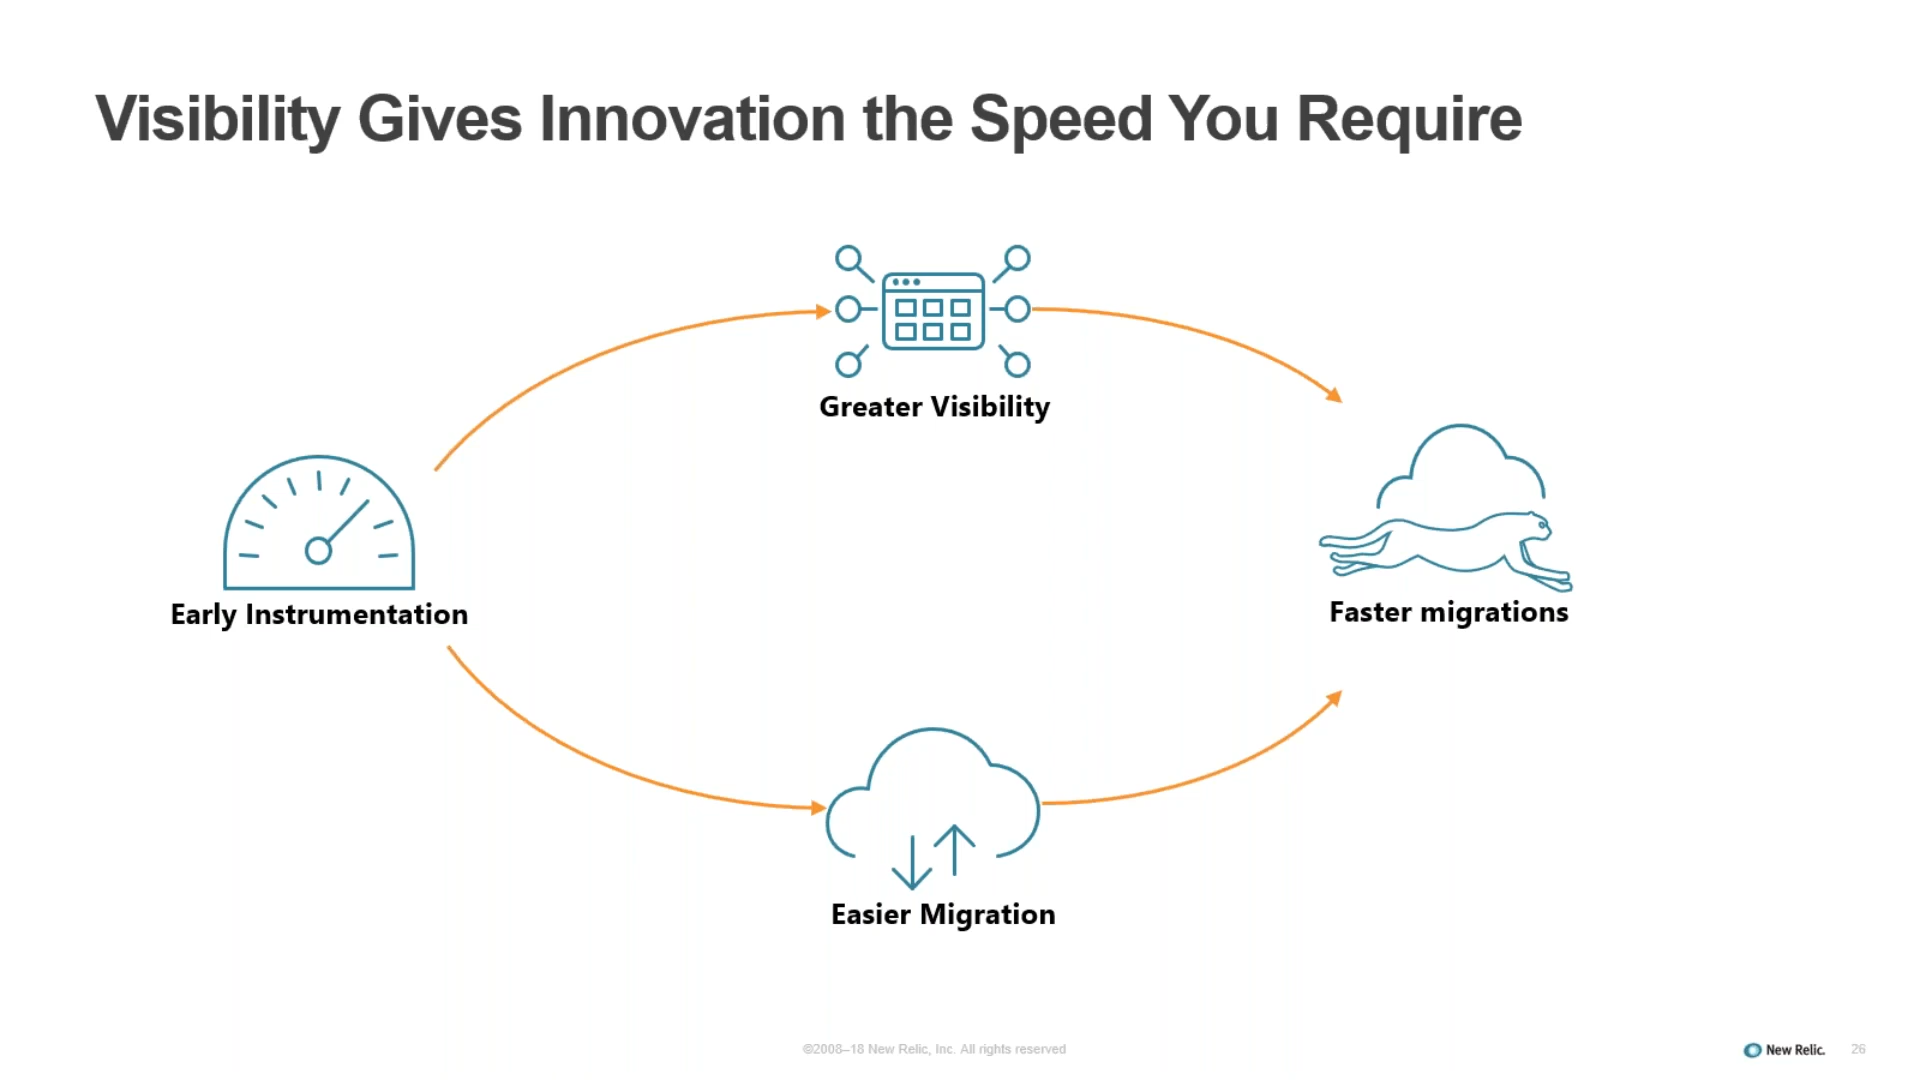 Visibility Gives Innovation the Speed You Require
Greater Visibility
Early Instrumentation
Faster migrations
Easier Migration
©2008–18 New Relic, Inc. All rights reserved
New Relic.
26